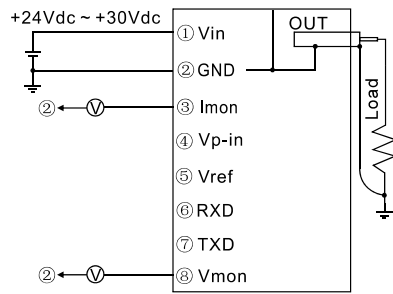 +24Vdc ~ +30Vdc
OUT
① Vin
② GND
② V ③ Imon
④ Vp-in
⑤ Vref
⑥ RXD
⑦ TXD
② V ⑧ Vmon
Load